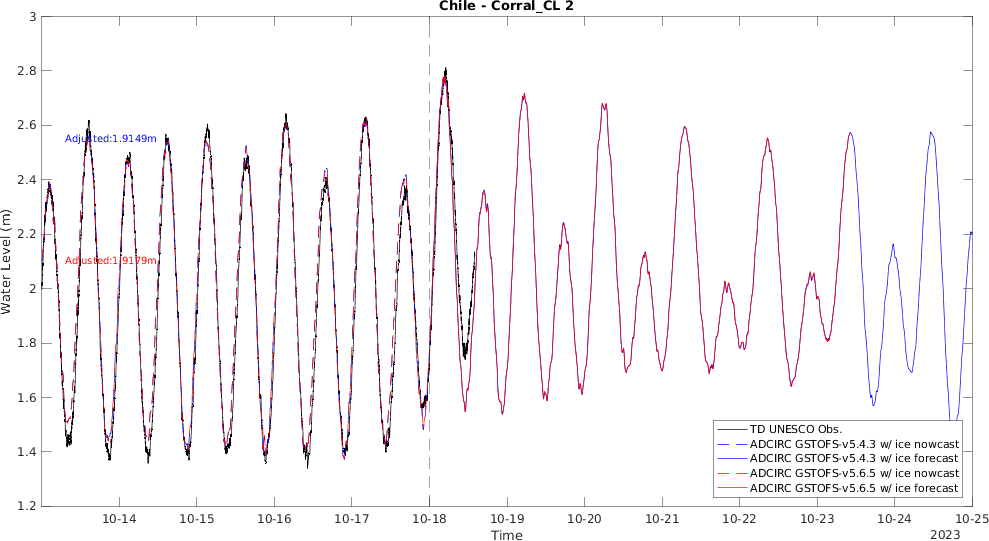 Chile - Corral_CL 2
3
2.8
2.6
2.4
2.2
2
1.8
1.6
1.4
1.2
Water Level (m)
Adjusted:1.9149m
Adjusted:1.9179m
TD UNESCO Obs.
ADCIRC GSTOFS-v5.4.3 w/ ice nowcast
ADCIRC GSTOFS-v5.4.3 w/ ice forecast
ADCIRC GSTOFS-v5.6.5 w/ ice nowcast
ADCIRC GSTOFS-v5.6.5 w/ ice forecast
10-14 10-15 10-16 10-17 10-18 10-19 10-20 10-21 10-22 10-23 10-24 10-25
Time
2023